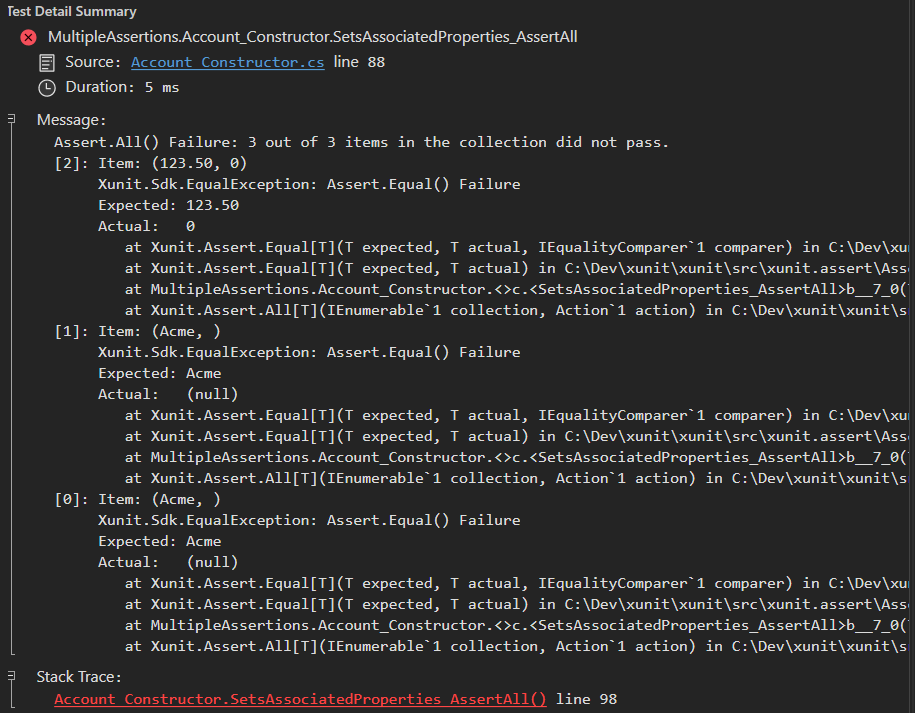 Test Detail Summary
MultipleAssertions.Account_Constructor.SetsAssociatedProperties_AssertAll
Source: Account Constructor.cs line 88
Duration: 5 ms
Message:
Assert.All() Failure: 3 out of 3 items in the collection did not pass.
[2]: Item: (123.50, 0)
Xunit.Sdk.EqualException: Assert.Equal() Failure
Expected: 123.50
Actual: 0
at Xunit.Assert.Equal[T](T expected, T actual, IEqualityComparer`1 comparer) in C:\Dev\xu
at Xunit.Assert.Equal[T](T expected, T actual) in C:\Dev\xunit\xunit\src\xunit.assert\Ass
at MultipleAssertions.Account_Constructor.<>c.<SetsAssociatedProperties_AssertAll>b__7_0(
at Xunit.Assert.All[T](IEnumerable`1 collection, Action`1 action) in C:\Dev\xunit\xunit\s
[1]: Item: (Acme, )
Xunit.Sdk.EqualException: Assert.Equal() Failure
Expected: Acme
Actual: (null)
at Xunit.Assert.Equal[T](T expected, T actual, IEqualityComparer`1 comparer) in C:\Dev\xu
at Xunit.Assert.Equal[T](T expected, T actual) in C:\Dev\xunit\xunit\src\xunit.assert\Ass
at MultipleAssertions.Account_Constructor.<>c.<SetsAssociatedProperties_AssertAll>b__7_0(
at Xunit.Assert.All[T](IEnumerable`1 collection, Action`1 action) in C:\Dev\xunit\xunit\s
[0]: Item: (Acme, )
Xunit.Sdk.EqualException: Assert.Equal() Failure
Expected: Acme
Actual: (null)
at Xunit.Assert.Equal[T](T expected, T actual, IEqualityComparer`1 comparer) in C:\Dev\xu
at Xunit.Assert.Equal[T](T expected, T actual) in C:\Dev\xunit\xunit\src\xunit.assert\Ass
at MultipleAssertions.Account_Constructor.<>c.<SetsAssociatedProperties_AssertAll>b__7_0(
at Xunit.Assert.All[T](IEnumerable`1 collection, Action`1 action) in C:\Dev\xunit\xunit\s
Stack Trace:
Account Constructor.SetsAssociatedProperties AssertAll() line 98